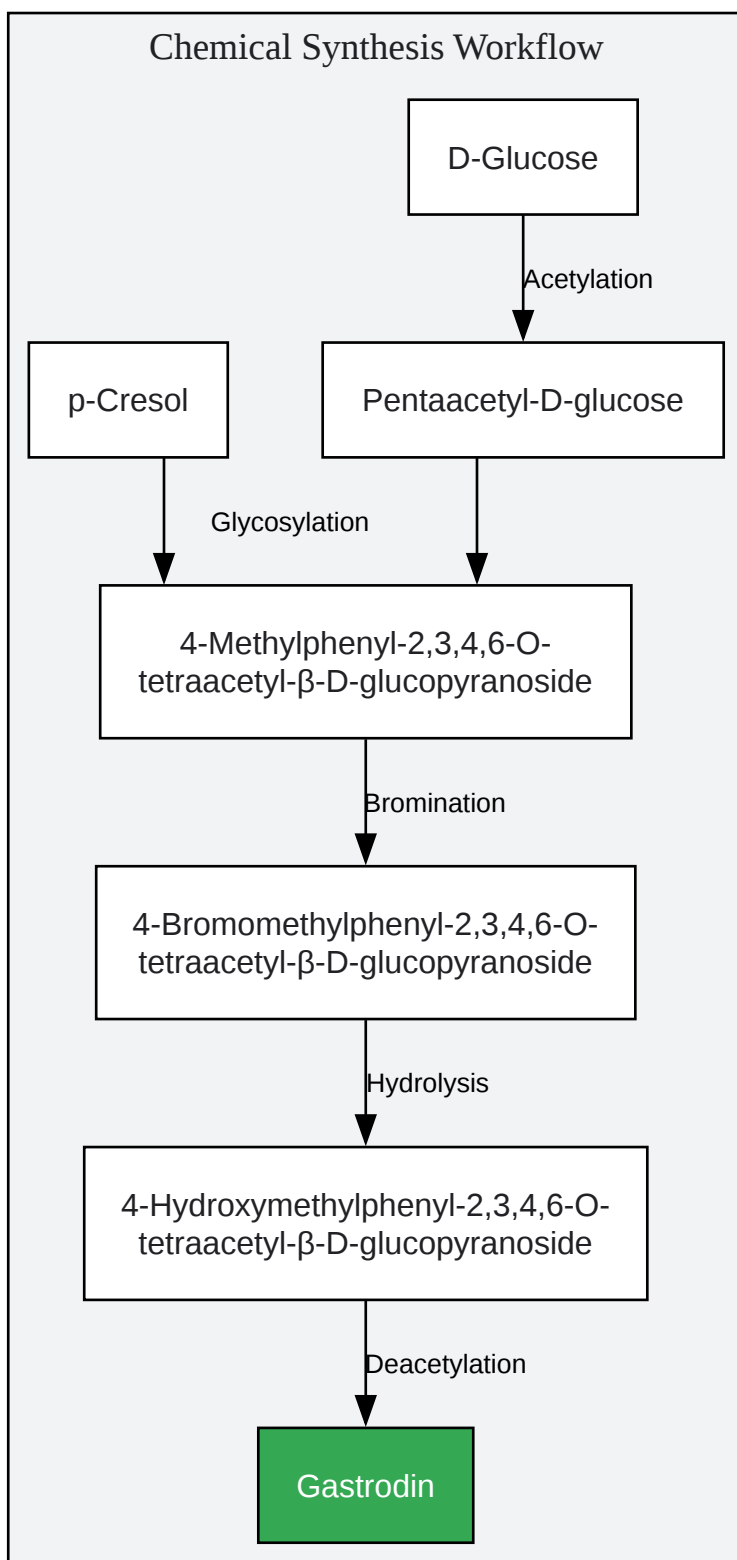 Chemical Synthesis Workflow
D-Glucose
Acetylation
p-Cresol
Pentaacetyl-D-glucose
Glycosylation
4-Methylphenyl-2,3,4,6-O-
tetraacetyl-β-D-glucopyranoside
Bromination
4-Bromomethylphenyl-2,3,4,6-O-
tetraacetyl-β-D-glucopyranoside
Hydrolysis
4-Hydroxymethylphenyl-2,3,4,6-O-
tetraacetyl-β-D-glucopyranoside
Deacetylation
Gastrodin